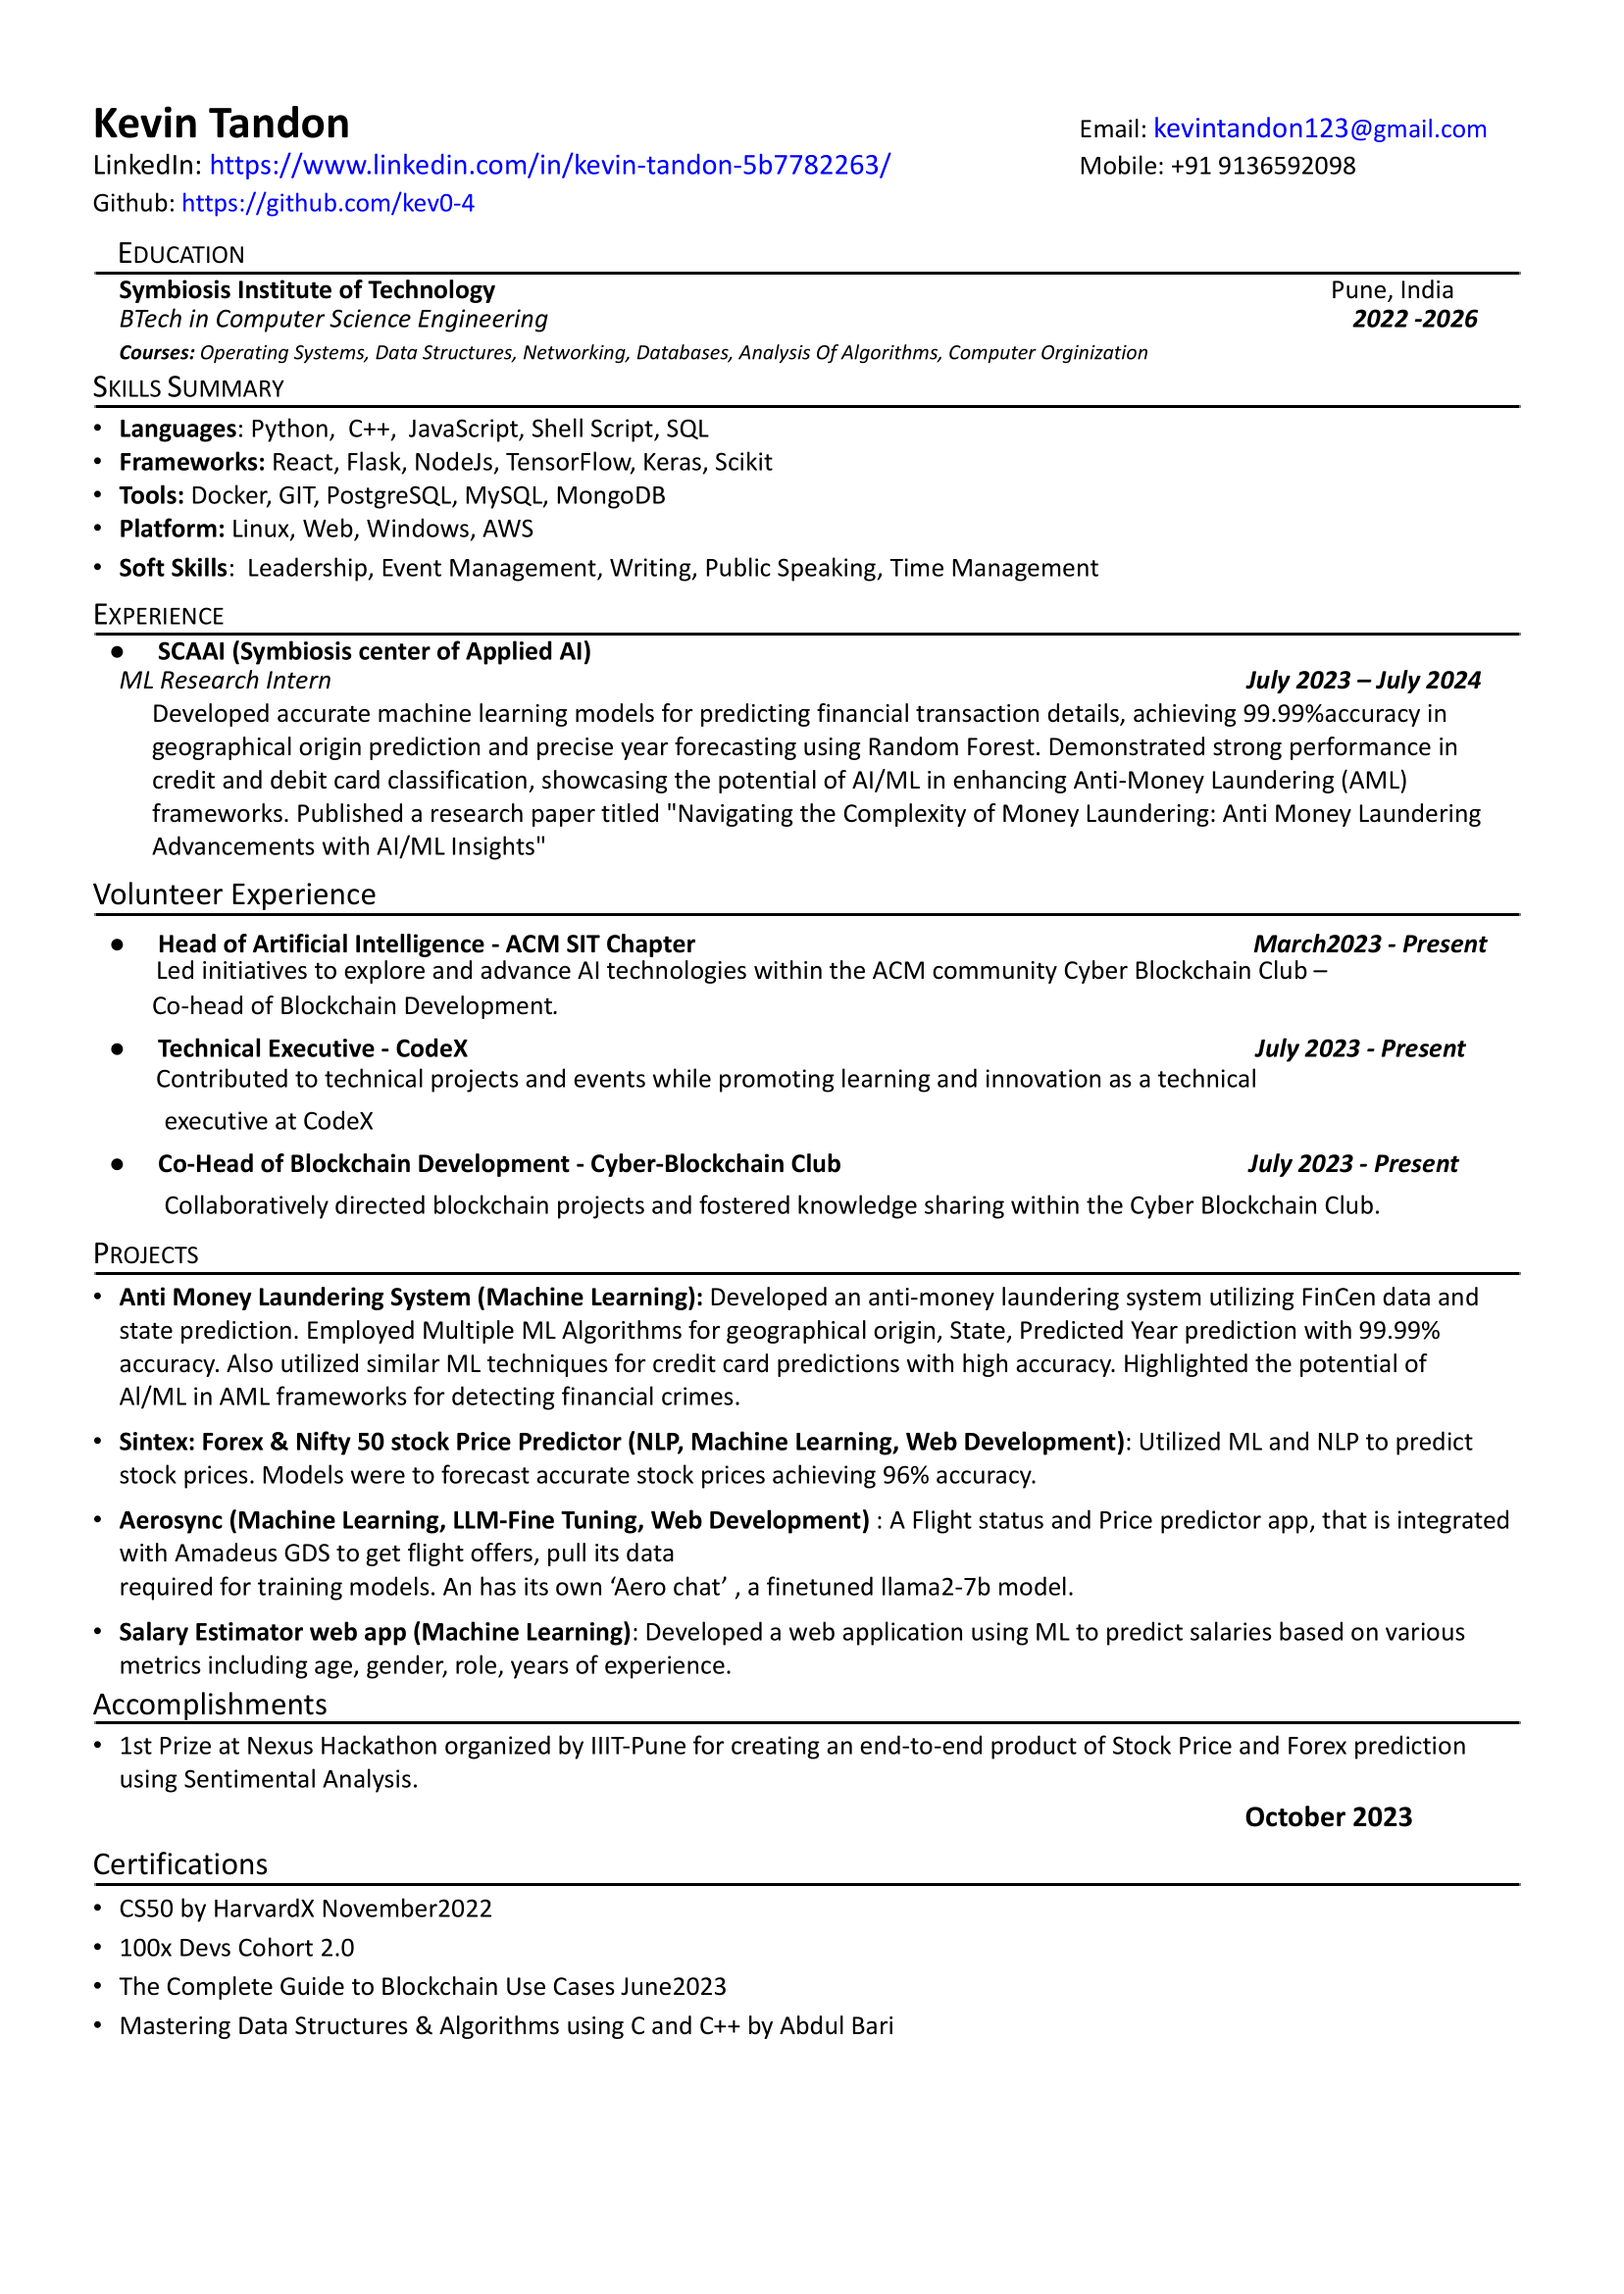 Kevin Tandon Email: kevintandon123@gmail.com
LinkedIn: https://www.linkedin.com/in/kevin-tandon-5b7782263/ Mobile: +91 9136592098
Github: https://github.com/kev0-4
EDUCATION
Symbiosis Institute of Technology Pune, India
BTech in Computer Science Engineering 2022 -2026
Courses: Operating Systems, Data Structures, Networking, Databases, Analysis Of Algorithms, Computer Orginization
SKILLS SUMMARY
• Languages: Python, C++, JavaScript, Shell Script, SQL
• Frameworks: React, Flask, NodeJs, TensorFlow, Keras, Scikit
• Tools: Docker, GIT, PostgreSQL, MySQL, MongoDB
• Platform: Linux, Web, Windows, AWS
• Soft Skills: Leadership, Event Management, Writing, Public Speaking, Time Management
EXPERIENCE
● SCAAI (Symbiosis center of Applied AI)
ML Research Intern July 2023 – July 2024
Developed accurate machine learning models for predicting financial transaction details, achieving 99.99%accuracy in
geographical origin prediction and precise year forecasting using Random Forest. Demonstrated strong performance in
credit and debit card classification, showcasing the potential of AI/ML in enhancing Anti-Money Laundering (AML)
frameworks. Published a research paper titled "Navigating the Complexity of Money Laundering: Anti Money Laundering
Advancements with AI/ML Insights"
Volunteer Experience
● Head of Artificial Intelligence - ACM SIT Chapter March2023 - Present
Led initiatives to explore and advance AI technologies within the ACM community Cyber Blockchain Club –
Co-head of Blockchain Development.
● Technical Executive - CodeX July 2023 - Present
Contributed to technical projects and events while promoting learning and innovation as a technical
executive at CodeX
● Co-Head of Blockchain Development - Cyber-Blockchain Club July 2023 - Present
Collaboratively directed blockchain projects and fostered knowledge sharing within the Cyber Blockchain Club.
PROJECTS
• Anti Money Laundering System (Machine Learning): Developed an anti-money laundering system utilizing FinCen data and
state prediction. Employed Multiple ML Algorithms for geographical origin, State, Predicted Year prediction with 99.99%
accuracy. Also utilized similar ML techniques for credit card predictions with high accuracy. Highlighted the potential of
Al/ML in AML frameworks for detecting financial crimes.
• Sintex: Forex & Nifty 50 stock Price Predictor (NLP, Machine Learning, Web Development): Utilized ML and NLP to predict
stock prices. Models were to forecast accurate stock prices achieving 96% accuracy.
• Aerosync (Machine Learning, LLM-Fine Tuning, Web Development) : A Flight status and Price predictor app, that is integrated
with Amadeus GDS to get flight offers, pull its data
required for training models. An has its own ‘Aero chat’ , a finetuned llama2-7b model.
• Salary Estimator web app (Machine Learning): Developed a web application using ML to predict salaries based on various
metrics including age, gender, role, years of experience.
Accomplishments
• 1st Prize at Nexus Hackathon organized by IIIT-Pune for creating an end-to-end product of Stock Price and Forex prediction
using Sentimental Analysis.
October 2023
Certifications
• CS50 by HarvardX November2022
• 100x Devs Cohort 2.0
• The Complete Guide to Blockchain Use Cases June2023
• Mastering Data Structures & Algorithms using C and C++ by Abdul Bari